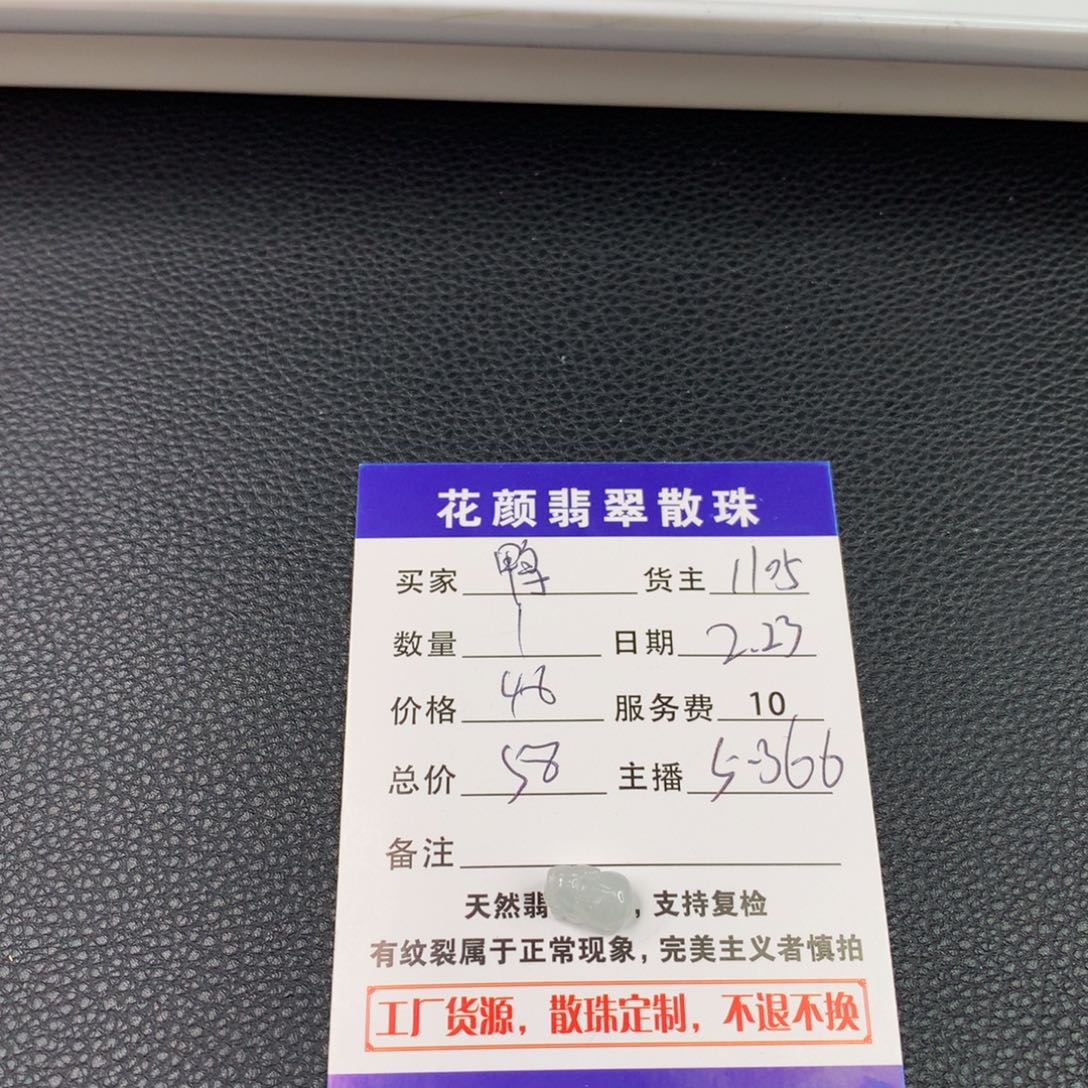 花颜翡翠散珠
买家 鸭 货主 1125
数量 1 日期 2.23
价格 48 服务费 10
总价 58 主播 5-366
备注
天然翡，支持复检
有纹裂属于正常现象，完美主义者慎拍
工厂货源，散珠定制，不退不换